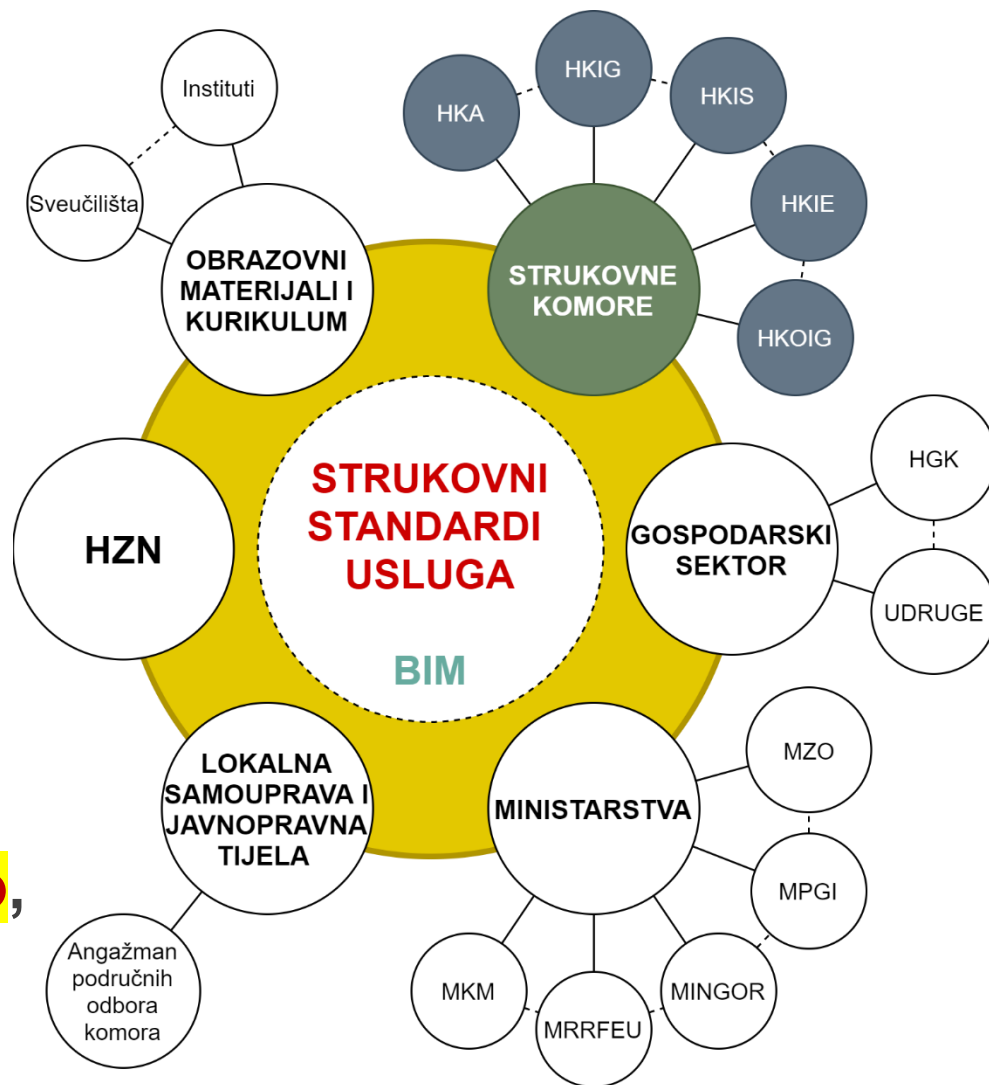 Instituti
Sveučilišta
OBRAZOVNI
MATERIJALI I
KURIKULUM
HKA
HKIG
HKIS
HKIE
HKOIG
STRUKOVNE
KOMORE
HGK
UDRUGE
GOSPODARSKI
SEKTOR
HZN
STRUKOVNI
STANDARDI
USLUGA
BIM
LOKALNA
SAMOUPRAVA I
JAVNOPRAVNA
TIJELA
Angažman
područnih
odbora
komora
MINISTARSTVA
MZO
MPGI
MINGOR
MRRFEU
MKM